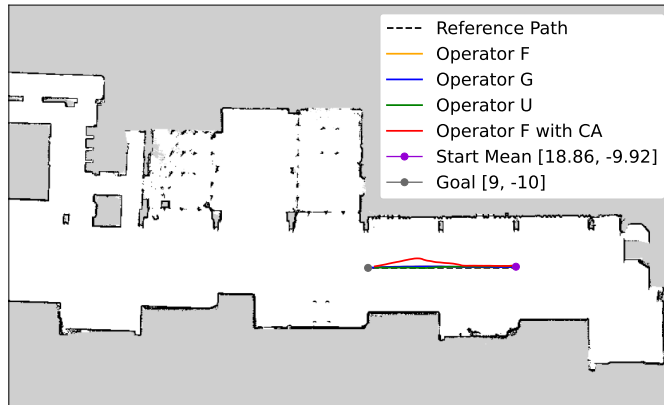 Reference Path
Operator F
Operator G
Operator U
Operator F with CA
Start Mean [18.86, -9.92]
Goal [9, -10]